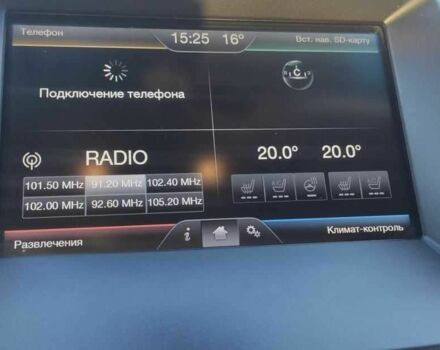 Телефон
15:25 16°
Вст. нав. SD-карту
Подключение телефона
RADIO
20.0° 20.0°
101.50 MHz 91.20 MHz 102.40 MHz
102.00 MHz 92.60 MHz 105.20 MHz
Развлечения
i
Климат-контроль